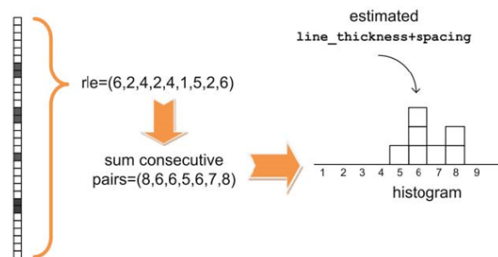 estimated
line_thickness+spacing
rle=(6,2,4,2,4,1,5,2,6)
sum consecutive
pairs=(8,6,6,5,6,7,8)
1 2 3 4 5 6 7 8 9
histogram